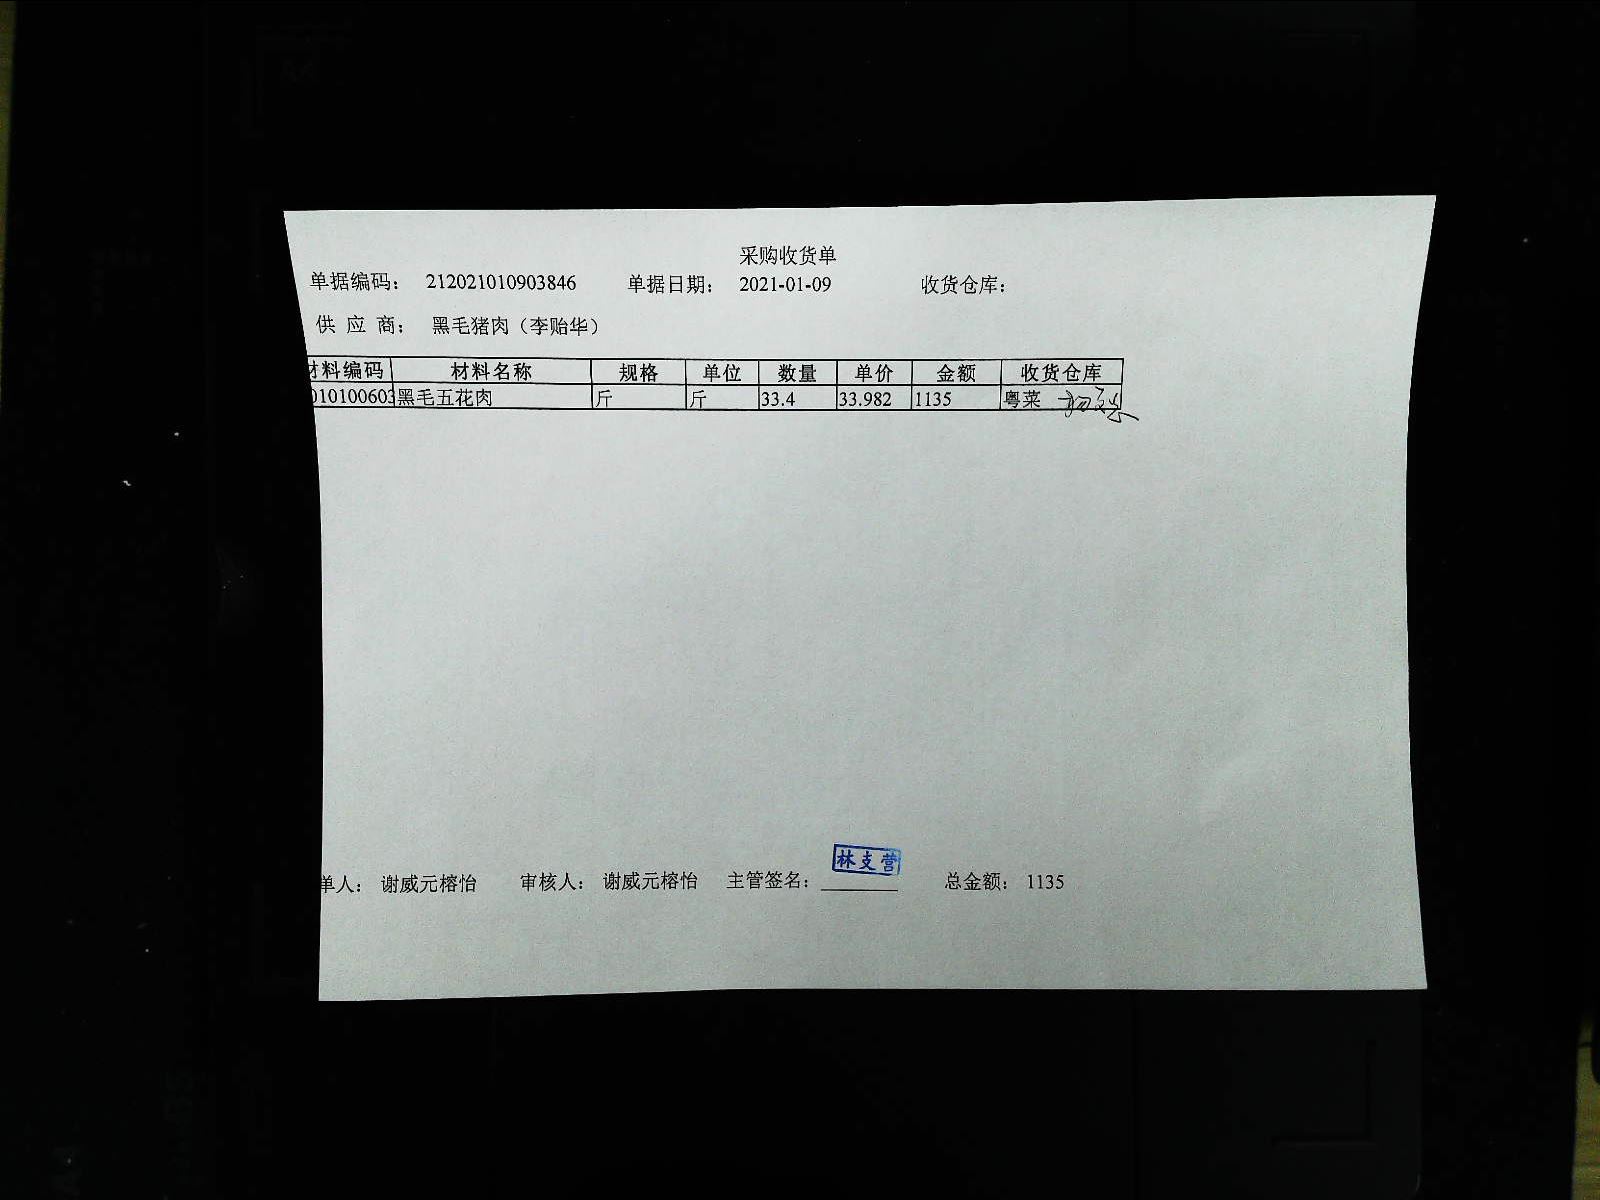 采购收货单
单据编码： 212021010903846 单据日期： 2021-01-09 收货仓库：
供 应 商： 黑毛猪肉（李贻华）
材料编码 材料名称 规格 单位 数量 单价 金额 收货仓库
010100603 黑毛五花肉 斤 斤 33.4 33.982 1135 粤菜
林支营
单人： 谢威元榕怡 审核人： 谢威元榕怡 主管签名： 总金额： 1135